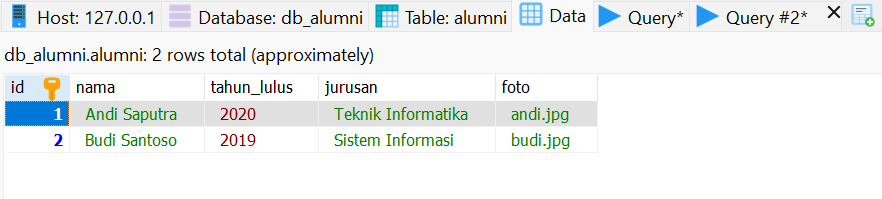 Host: 127.0.0.1 Database: db_alumni Table: alumni Data Query* Query #2*
db_alumni.alumni: 2 rows total (approximately)
id nama tahun_lulus jurusan foto
1 Andi Saputra 2020 Teknik Informatika andi.jpg
2 Budi Santoso 2019 Sistem Informasi budi.jpg